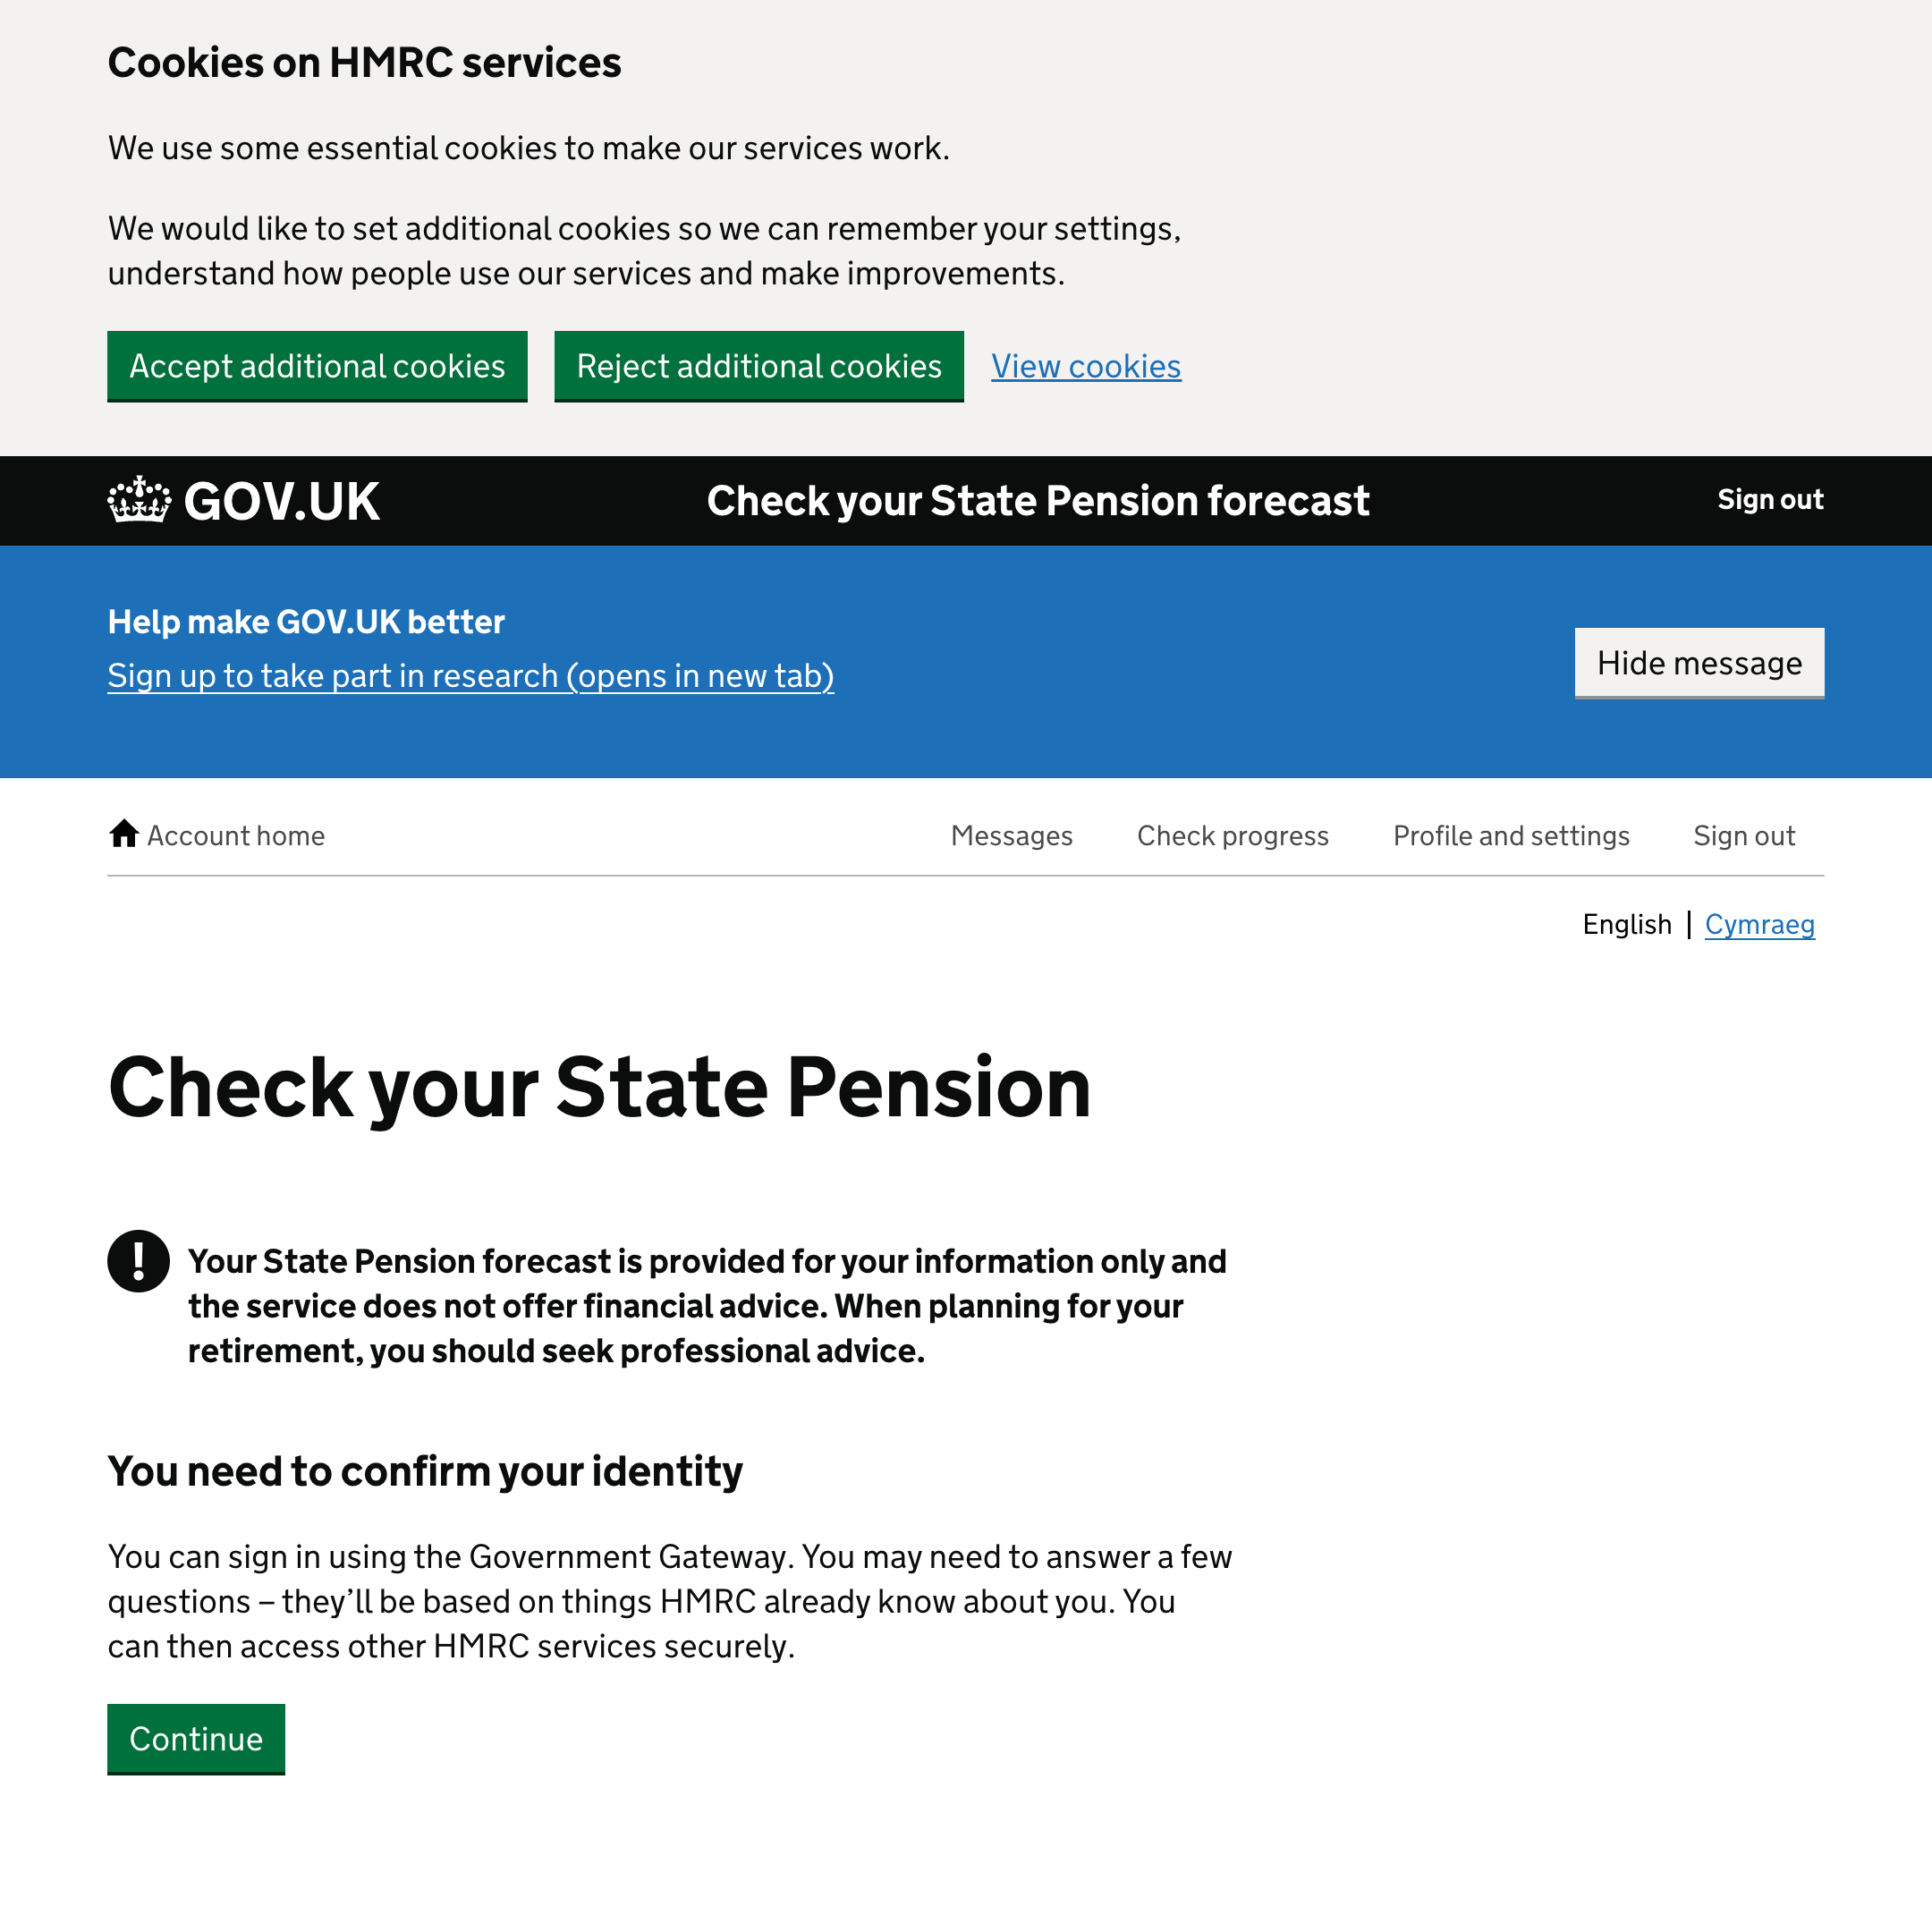 Cookies on HMRC services
We use some essential cookies to make our services work.
We would like to set additional cookies so we can remember your settings,
understand how people use our services and make improvements.
Accept additional cookies
Reject additional cookies
View cookies
GOV.UK
Check your State Pension forecast
Sign out
Help make GOV.UK better
Sign up to take part in research (opens in new tab)
Hide message
Account home
Messages
Check progress
Profile and settings
Sign out
English
Cymraeg
Check your State Pension
! Your State Pension forecast is provided for your information only and
the service does not offer financial advice. When planning for your
retirement, you should seek professional advice.
You need to confirm your identity
You can sign in using the Government Gateway. You may need to answer a few
questions – they’ll be based on things HMRC already know about you. You
can then access other HMRC services securely.
Continue